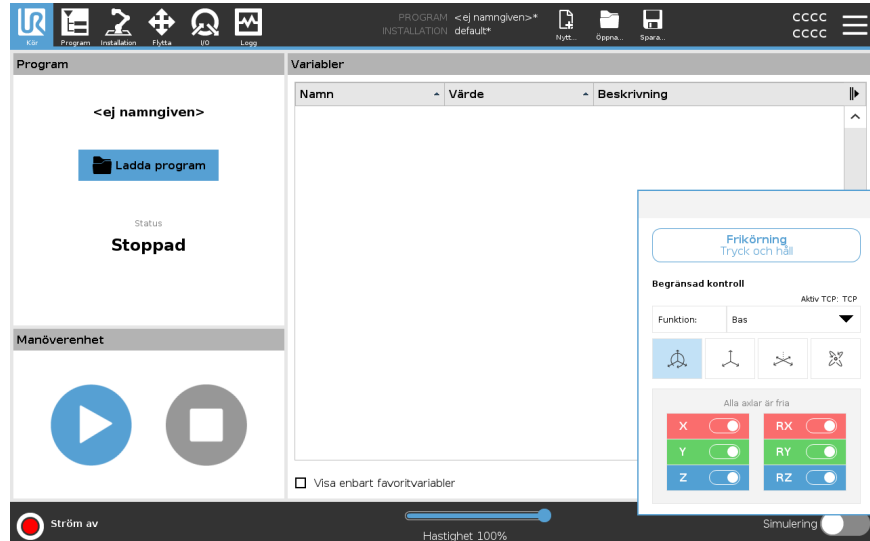 UR
PROGRAM <ej namngiven>*
INSTALLATION default*
CCCC
CCCC
Kör Program Installation Flytta I/O Logg Nytt... Öppna... Spara...
Program
<ej namngiven>
Ladda program
Status
Stoppad
Manöverenhet
Variabler
Namn Värde Beskrivning
Visa enbart favoritvariabler
Frikörning
Tryck och håll
Begränsad kontroll
Aktiv TCP: TCP
Funktion: Bas
Alla axlar är fria
X RX
Y RY
Z RZ
Ström av
Hastighet 100%
Simulering